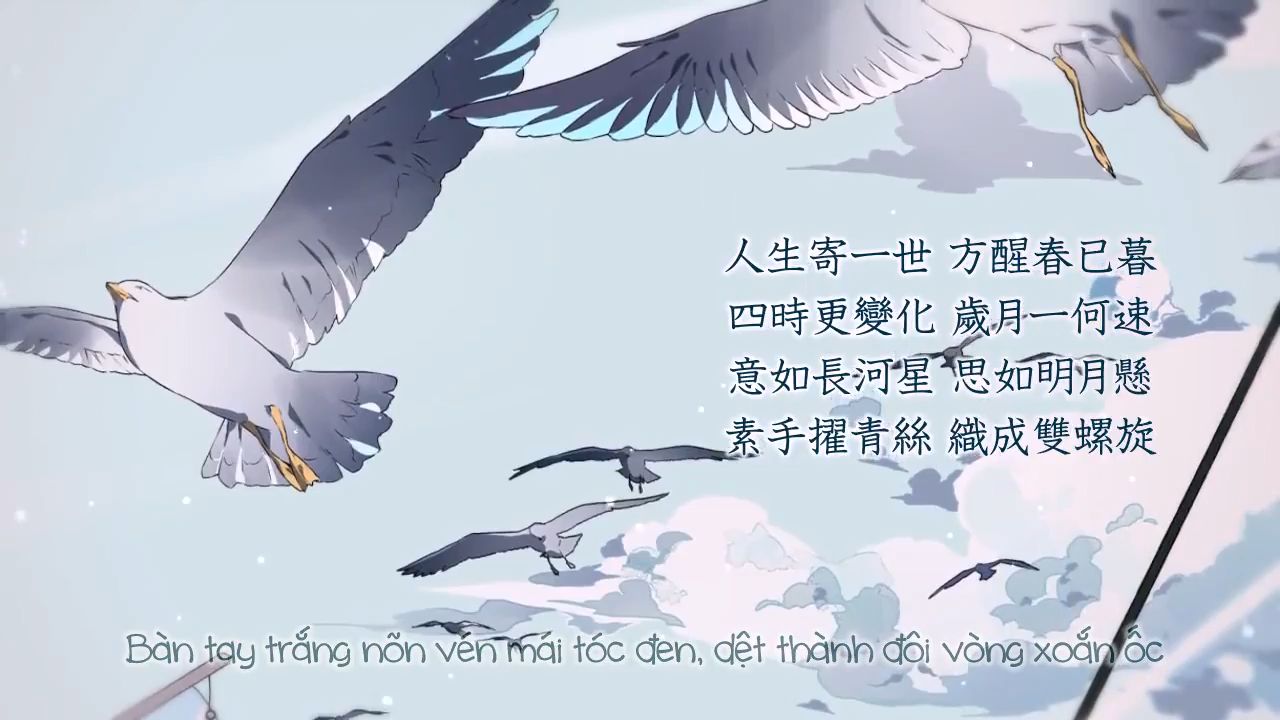 人生寄一世 方醒春已暮
四時更變化 歲月一何速
意如長河星 思如明月懸
素手擢青絲 織成雙螺旋
Bàn tay trắng nõn vén mái tóc đen, dệt thành đôi vòng xoắn ốc